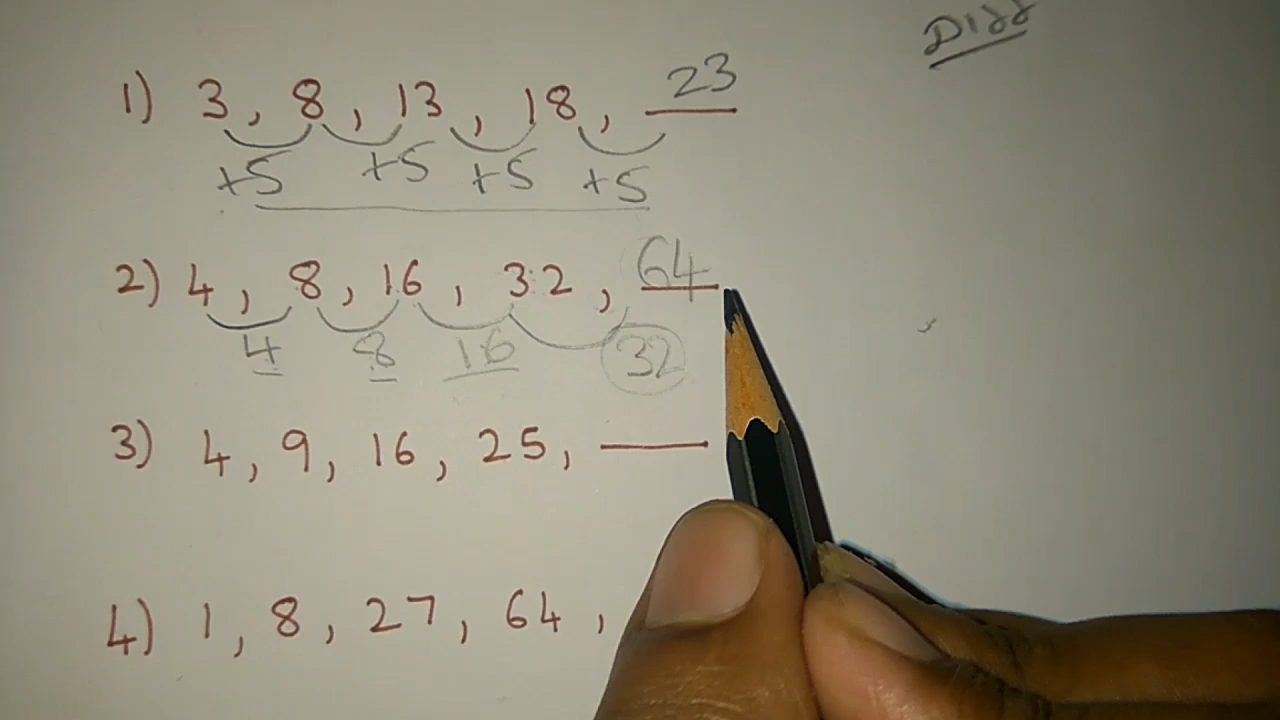 Diff
1) 3, 8, 13, 18, 23
+5 +5 +5 +5
2) 4, 8, 16, 32, 64
4 8 16 32
3) 4, 9, 16, 25, ___
4) 1, 8, 27, 64,